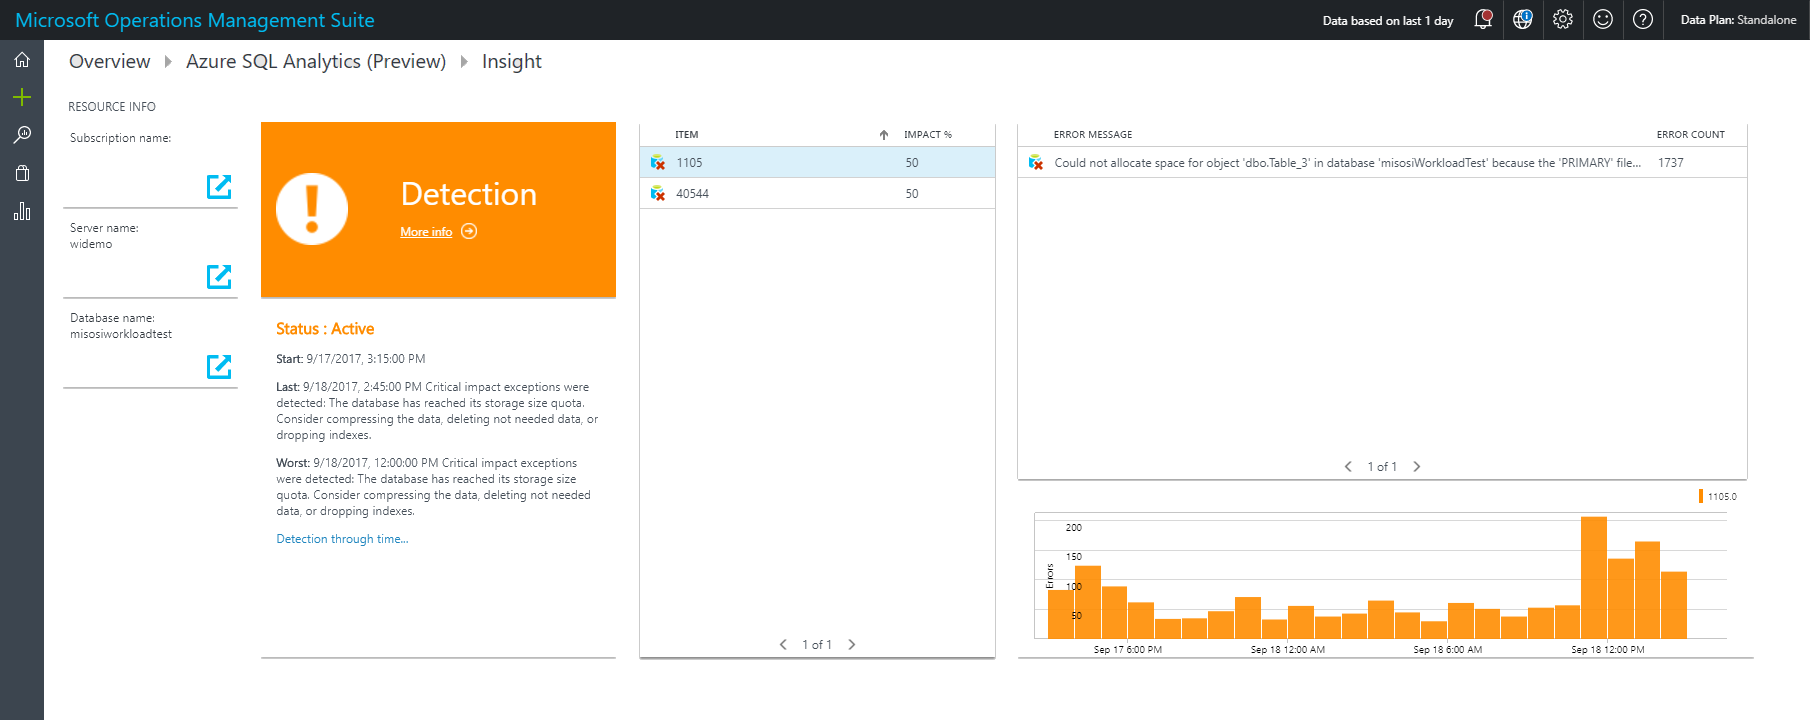 Microsoft Operations Management Suite
Data based on last 1 day
Data Plan: Standalone
Overview
Azure SQL Analytics (Preview)
Insight
RESOURCE INFO
Subscription name:
Server name:
widemo
Database name:
misosiworkloadtest
Detection
More info
Status : Active
Start: 9/17/2017, 3:15:00 PM
Last: 9/18/2017, 2:45:00 PM Critical impact exceptions were
detected: The database has reached its storage size quota.
Consider compressing the data, deleting not needed data, or
dropping indexes.
Worst: 9/18/2017, 12:00:00 PM Critical impact exceptions
were detected: The database has reached its storage size
quota. Consider compressing the data, deleting not needed
data, or dropping indexes.
Detection through time...
ITEM IMPACT %
1105 50
40544 50
1 of 1
ERROR MESSAGE ERROR COUNT
Could not allocate space for object 'dbo.Table_3' in database 'misosiWorkloadTest' because the 'PRIMARY' file... 1737
1 of 1
1105.0
Errors
200
150
100
50
Sep 17 6:00 PM
Sep 18 12:00 AM
Sep 18 6:00 AM
Sep 18 12:00 PM